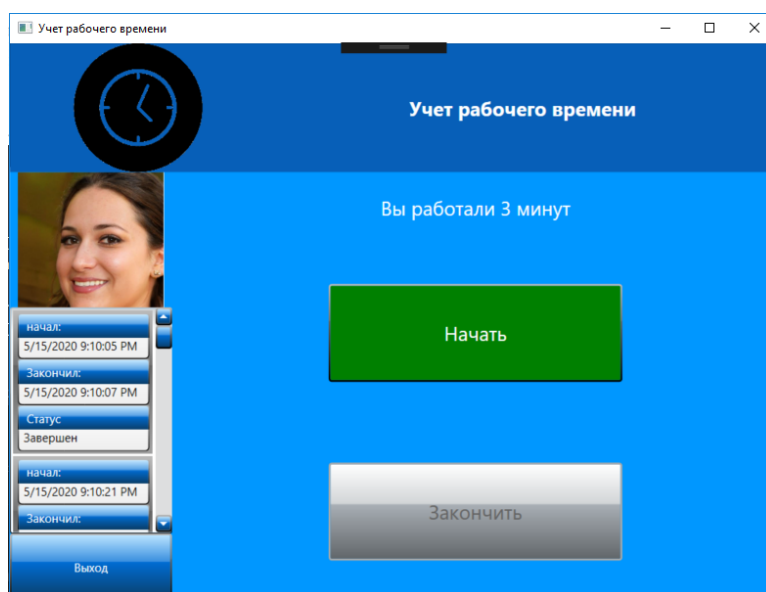 Учет рабочего времени
Учет рабочего времени
Вы работали 3 минут
Начать
Закончить
начал:
5/15/2020 9:10:05 PM
Закончил:
5/15/2020 9:10:07 PM
Статус
Завершен
начал:
5/15/2020 9:10:21 PM
Закончил:
Выход